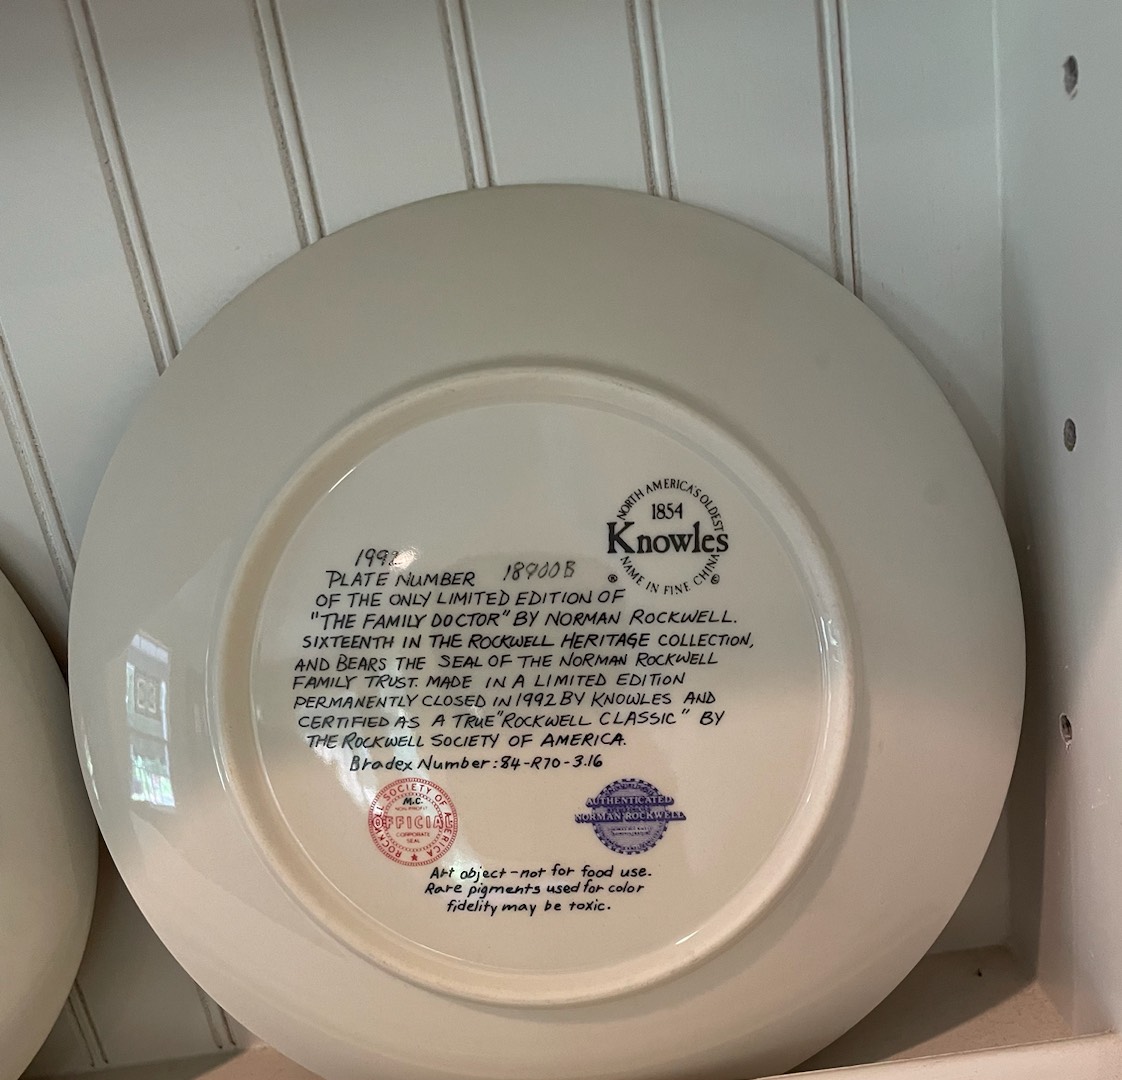 NORTH AMERICA'S OLDEST
1854
Knowles
® NAME IN FINE CHINA ©
1992
PLATE NUMBER 18900B
OF THE ONLY LIMITED EDITION OF
"THE FAMILY DOCTOR" BY NORMAN ROCKWELL.
SIXTEENTH IN THE ROCKWELL HERITAGE COLLECTION,
AND BEARS THE SEAL OF THE NORMAN ROCKWELL
FAMILY TRUST. MADE IN A LIMITED EDITION
PERMANENTLY CLOSED IN 1992 BY KNOWLES AND
CERTIFIED AS A TRUE "ROCKWELL CLASSIC" BY
THE ROCKWELL SOCIETY OF AMERICA.
Bradex Number: 84-R70-3.16
ROCKWELL SOCIETY OF AMERICA
M.C.
NON-PROFIT
OFFICIAL
CORPORATE
SEAL
AUTHENTICATED
NORMAN ROCKWELL
Art object - not for food use.
Rare pigments used for color
fidelity may be toxic.